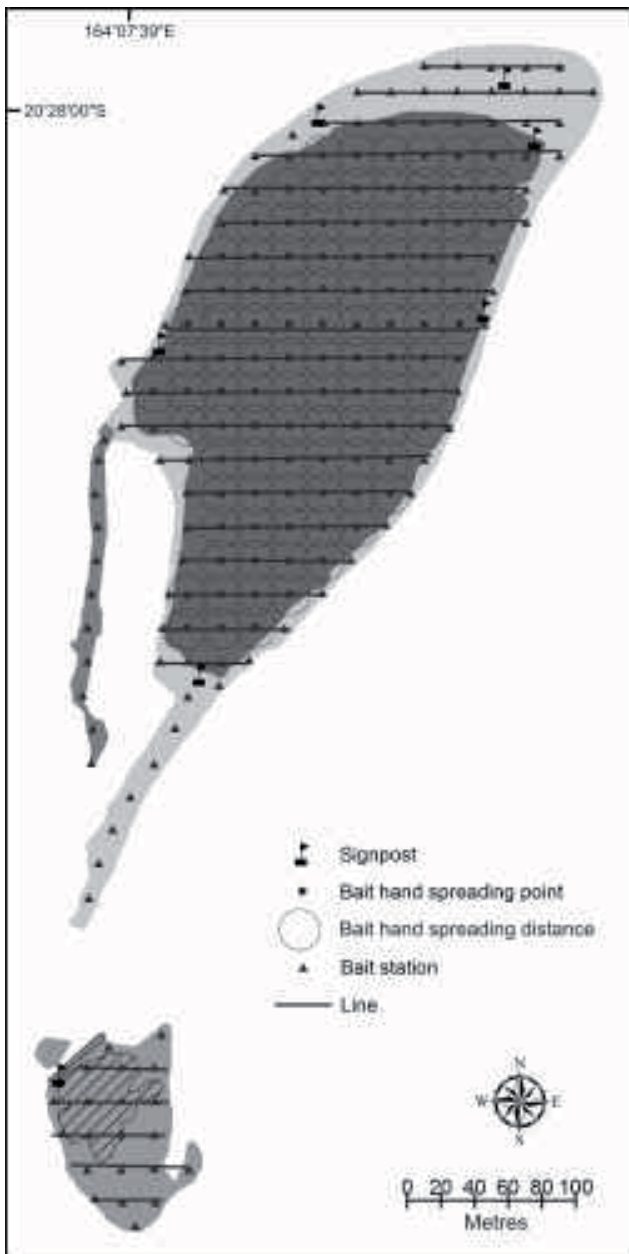 164°07'39"E
20°28'00"S
Signpost
Bait hand spreading point
Bait hand spreading distance
Bait station
Line
N
W E
S
0 20 40 60 80 100
Metres